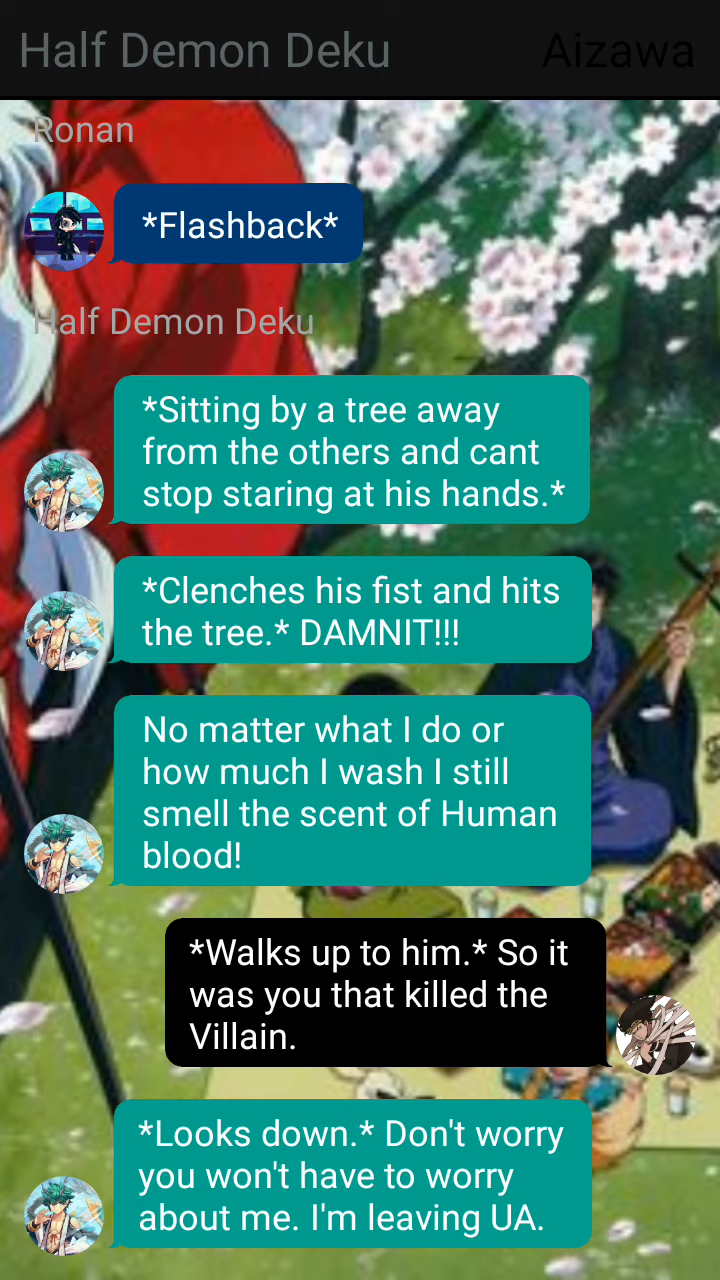 Half Demon Deku Aizawa
Ronan
*Flashback*
Half Demon Deku
*Sitting by a tree away
from the others and cant
stop staring at his hands.*
*Clenches his fist and hits
the tree.* DAMNIT!!!
No matter what I do or
how much I wash I still
smell the scent of Human
blood!
*Walks up to him.* So it
was you that killed the
Villain.
*Looks down.* Don't worry
you won't have to worry
about me. I'm leaving UA.